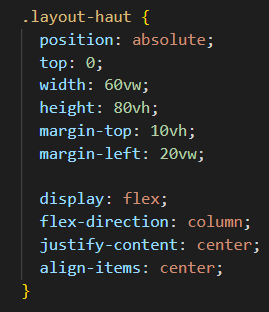 .layout-haut {
  position: absolute;
  top: 0;
  width: 60vw;
  height: 80vh;
  margin-top: 10vh;
  margin-left: 20vw;

  display: flex;
  flex-direction: column;
  justify-content: center;
  align-items: center;
}